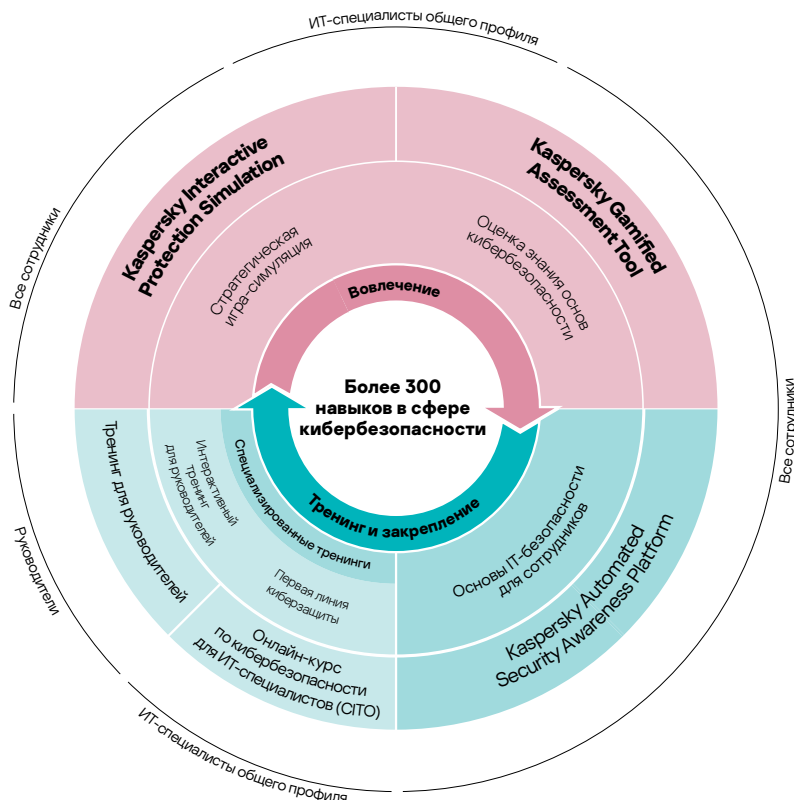 ИТ-специалисты общего профиля
Все сотрудники
Kaspersky Interactive
Protection Simulation
Стратегическая
игра-симуляция
Kaspersky Gamified
Assessment Tool
Оценка знания основ
кибербезопасности
Вовлечение
Более 300
навыков в сфере
кибербезопасности
Все сотрудники
Тренинг и закрепление
Специализированные тренинги
Интерактивный
тренинг
для руководителей
Тренинг для руководителей
Руководители
Первая линия
киберзащиты
Онлайн-курс
по кибербезопасности
для ИТ-специалистов (CITO)
ИТ-специалисты общего профиля
Основы IT-безопасности
для сотрудников
Kaspersky Automated
Security Awareness Platform